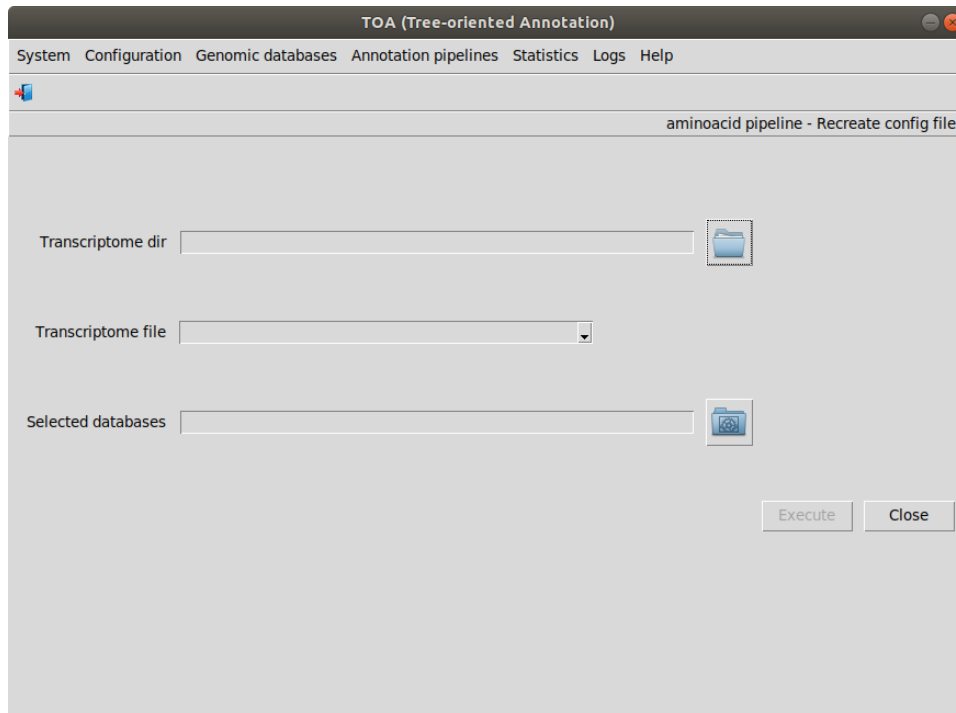 TOA (Tree-oriented Annotation)
System Configuration Genomic databases Annotation pipelines Statistics Logs Help
aminoacid pipeline - Recreate config file
Transcriptome dir
Transcriptome file
Selected databases
Execute Close